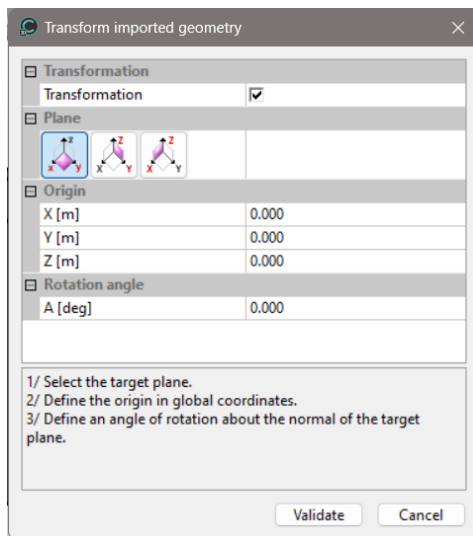 Transform imported geometry
Transformation
Transformation
Plane
z x y
Z X Y
Z X Y
Origin
X [m] 0.000
Y [m] 0.000
Z [m] 0.000
Rotation angle
A [deg] 0.000
1/ Select the target plane.
2/ Define the origin in global coordinates.
3/ Define an angle of rotation about the normal of the target
plane.
Validate Cancel